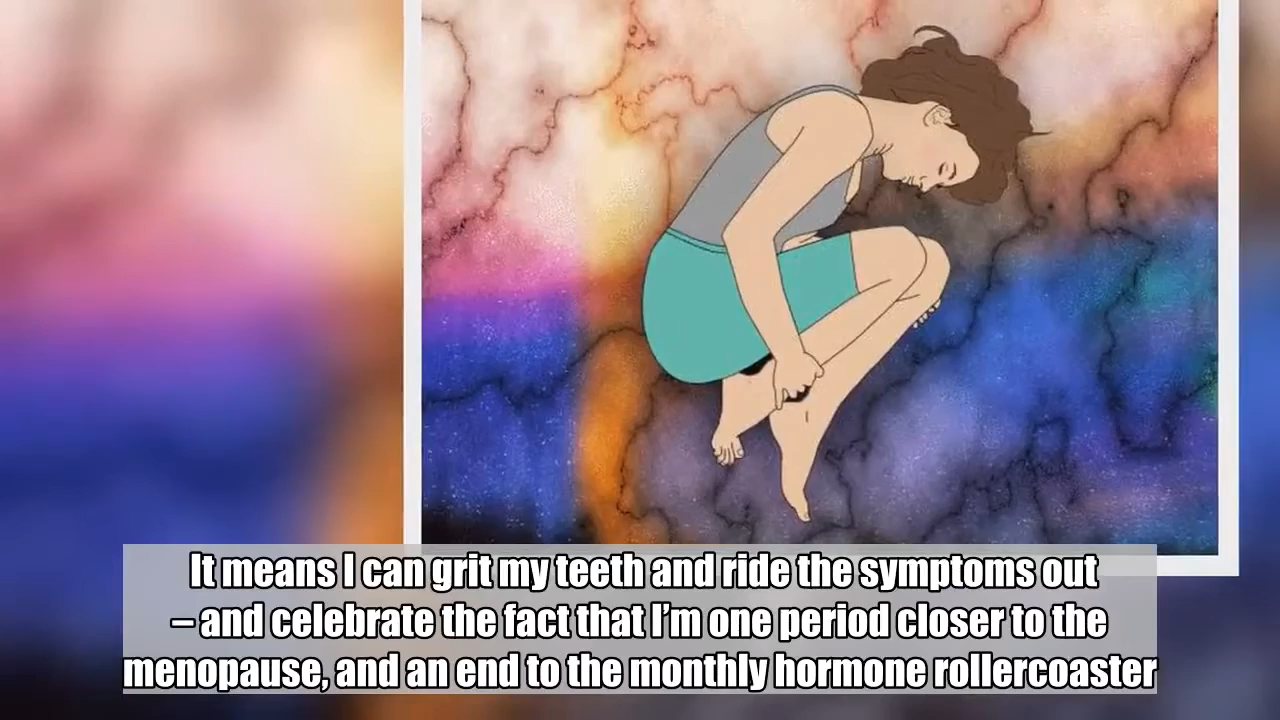 It means I can grit my teeth and ride the symptoms out
– and celebrate the fact that I’m one period closer to the
menopause, and an end to the monthly hormone rollercoaster